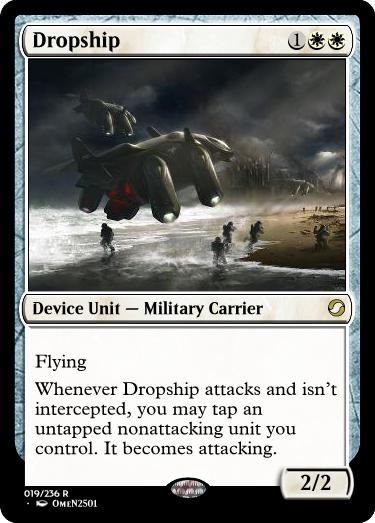 Dropship 1
Device Unit — Military Carrier
Flying
Whenever Dropship attacks and isn't
intercepted, you may tap an
untapped nonattacking unit you
control. It becomes attacking.
2/2
019/236 R
· OmeN2501